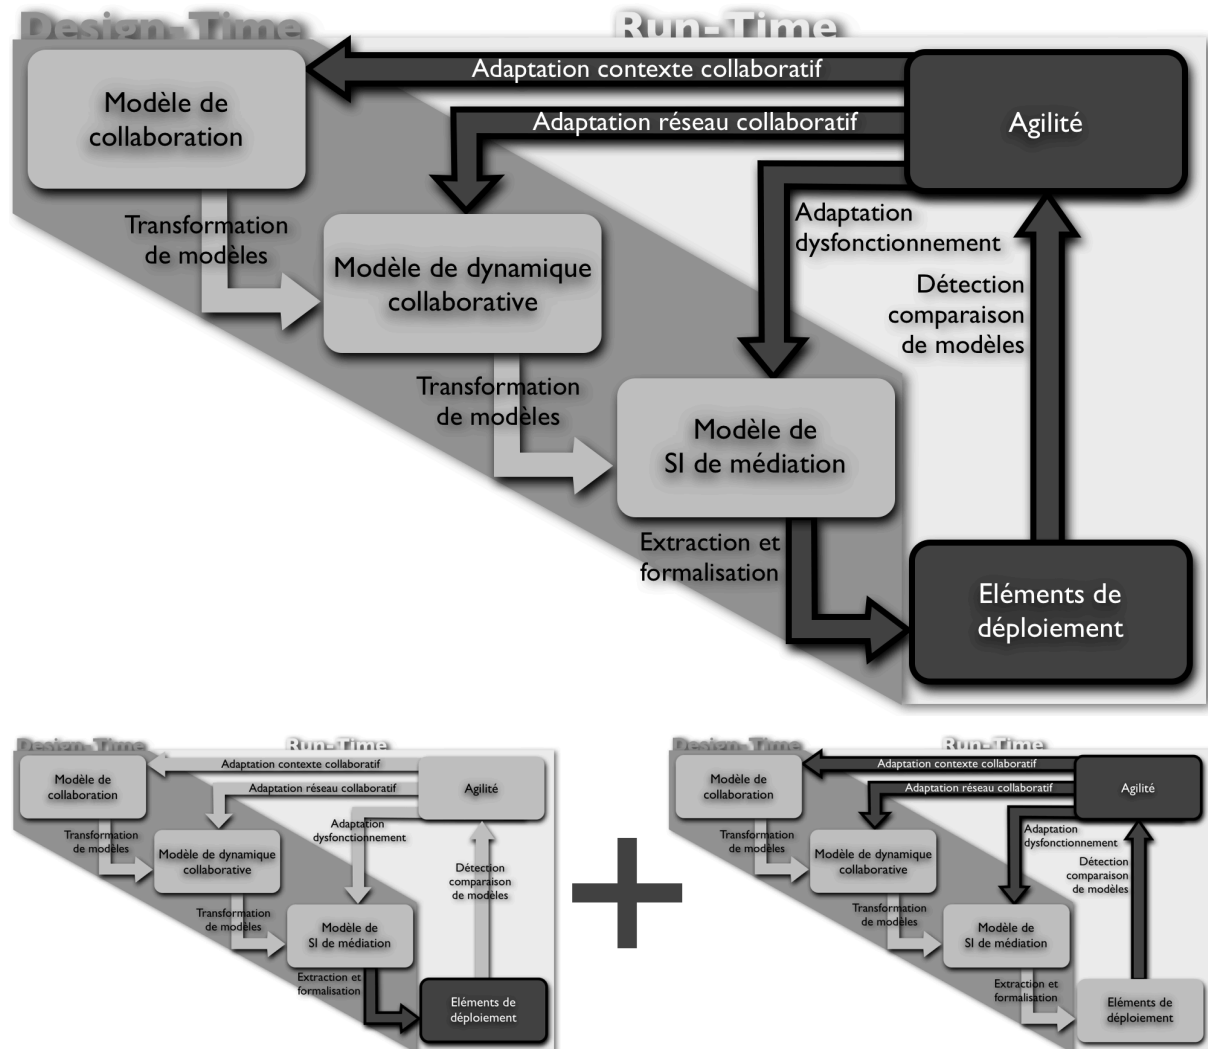 Design-Time
Run-Time
Modèle de
collaboration
Adaptation contexte collaboratif
Adaptation réseau collaboratif
Agilité
Transformation
de modèles
Modèle de dynamique
collaborative
Adaptation
dysfonctionnement
Détection
comparaison
de modèles
Transformation
de modèles
Modèle de
SI de médiation
Extraction et
formalisation
Eléments de
déploiement
Design-Time
Run-Time
Modèle de
collaboration
Adaptation contexte collaboratif
Adaptation réseau collaboratif
Agilité
Transformation
de modèles
Modèle de dynamique
collaborative
Adaptation
dysfonctionnement
Détection
comparaison
de modèles
Transformation
de modèles
Modèle de
SI de médiation
Extraction et
formalisation
Eléments de
déploiement
Design-Time
Run-Time
Modèle de
collaboration
Adaptation contexte collaboratif
Adaptation réseau collaboratif
Agilité
Transformation
de modèles
Modèle de dynamique
collaborative
Adaptation
dysfonctionnement
Détection
comparaison
de modèles
Transformation
de modèles
Modèle de
SI de médiation
Extraction et
formalisation
Eléments de
déploiement